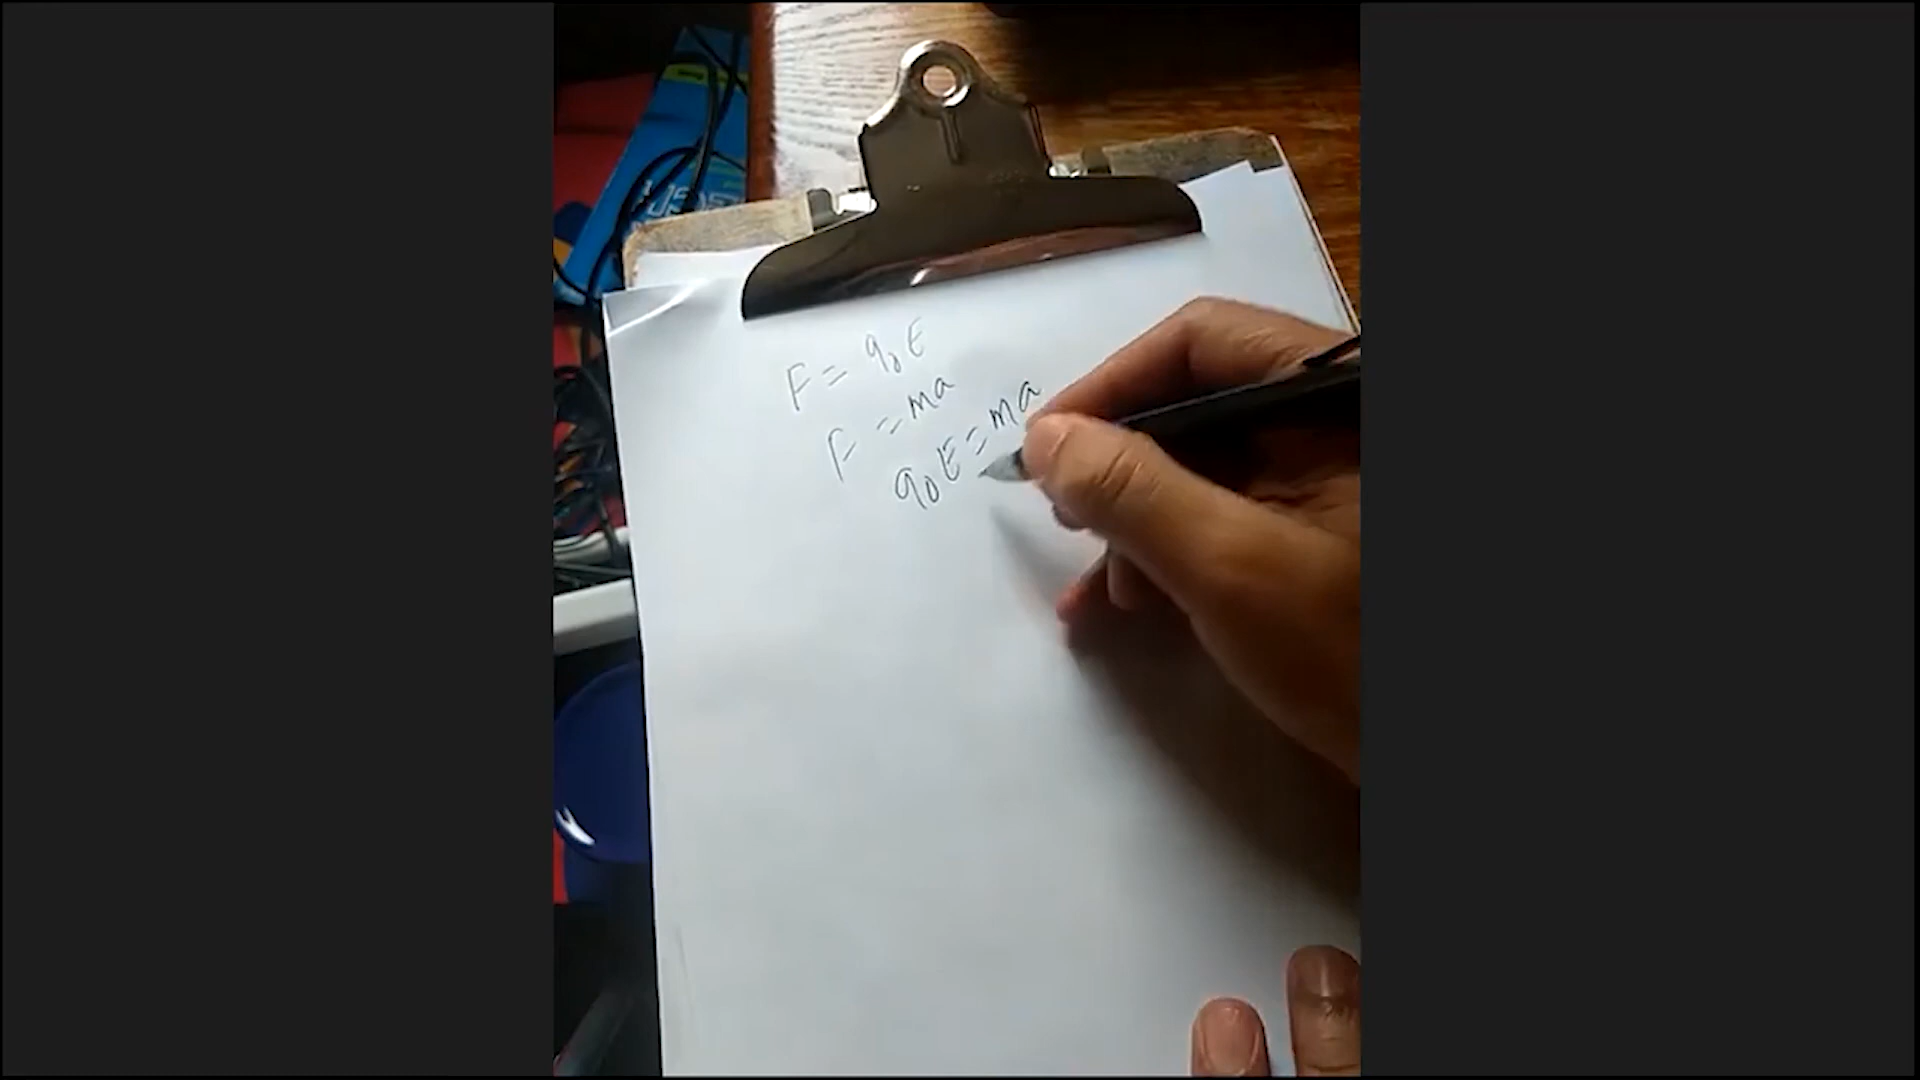 F = q₀E
F = ma
q₀E = ma